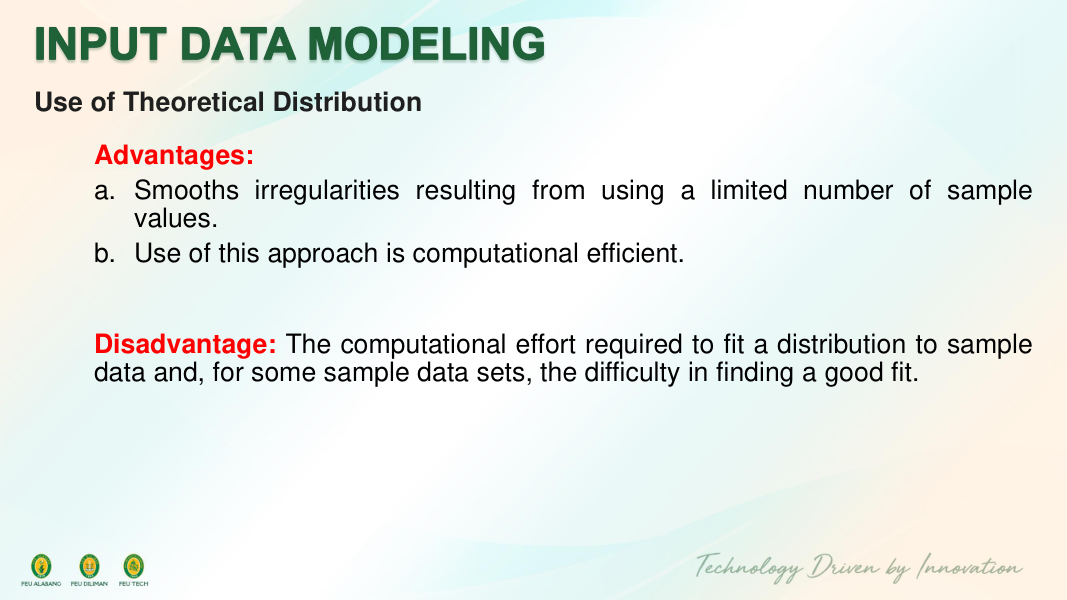 INPUT DATA MODELING
Use of Theoretical Distribution
Advantages:
a. Smooths irregularities resulting from using a limited number of sample
values.
b. Use of this approach is computational efficient.
Disadvantage: The computational effort required to fit a distribution to sample
data and, for some sample data sets, the difficulty in finding a good fit.
FEU ALABANG FEU DILIMAN FEU TECH
Technology Driven by Innovation